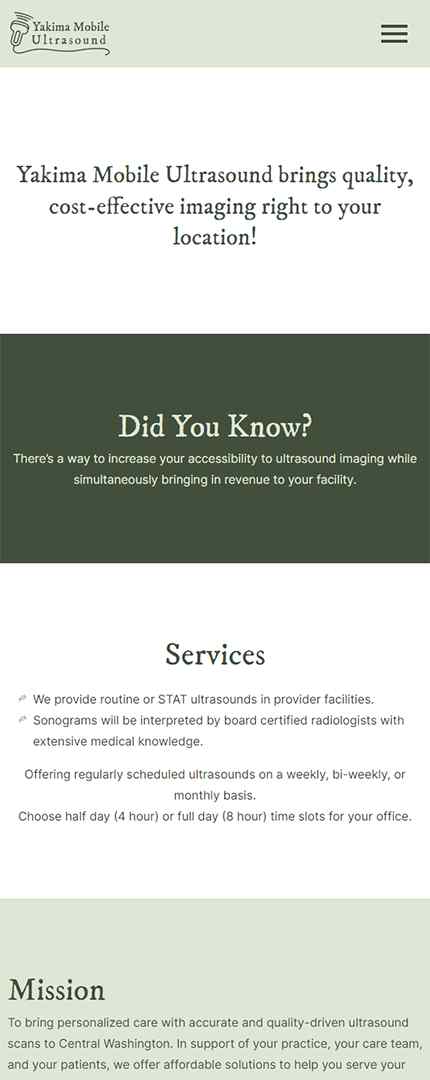 Yakima Mobile
Ultrasound
Yakima Mobile Ultrasound brings quality,
cost-effective imaging right to your
location!
Did You Know?
There's a way to increase your accessibility to ultrasound imaging while
simultaneously bringing in revenue to your facility.
Services
We provide routine or STAT ultrasounds in provider facilities.
Sonograms will be interpreted by board certified radiologists with
extensive medical knowledge.
Offering regularly scheduled ultrasounds on a weekly, bi-weekly, or
monthly basis.
Choose half day (4 hour) or full day (8 hour) time slots for your office.
Mission
To bring personalized care with accurate and quality-driven ultrasound
scans to Central Washington. In support of your practice, your care team,
and your patients, we offer affordable solutions to help you serve your